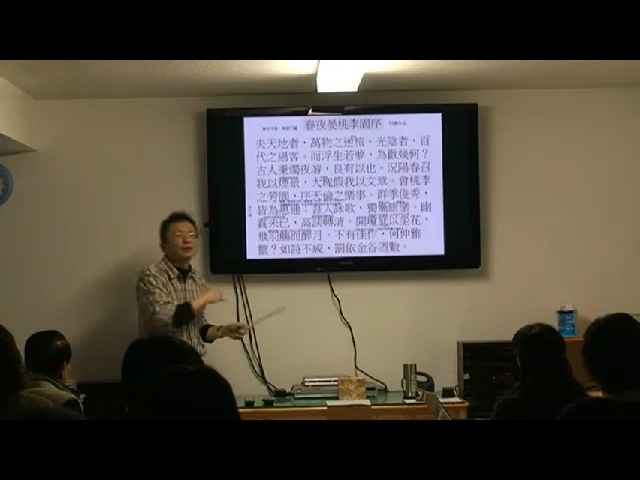 春夜晏桃李園序
夫天地者，萬物之逆旅。光陰者，百
代之過客。而浮生若夢，為歡幾何？
古人秉燭夜遊，良有以也。況陽春召
我以煙景，大塊假我以文章。會桃李
之芳園，序天倫之樂事。群季俊秀，
皆為惠連。吾人詠歌，獨慚康樂。幽
賞未已，高談轉清。開瓊筵以坐花，
飛羽觴而醉月。不有佳作，何伸雅
懷？如詩不成，罰依金谷酒數。